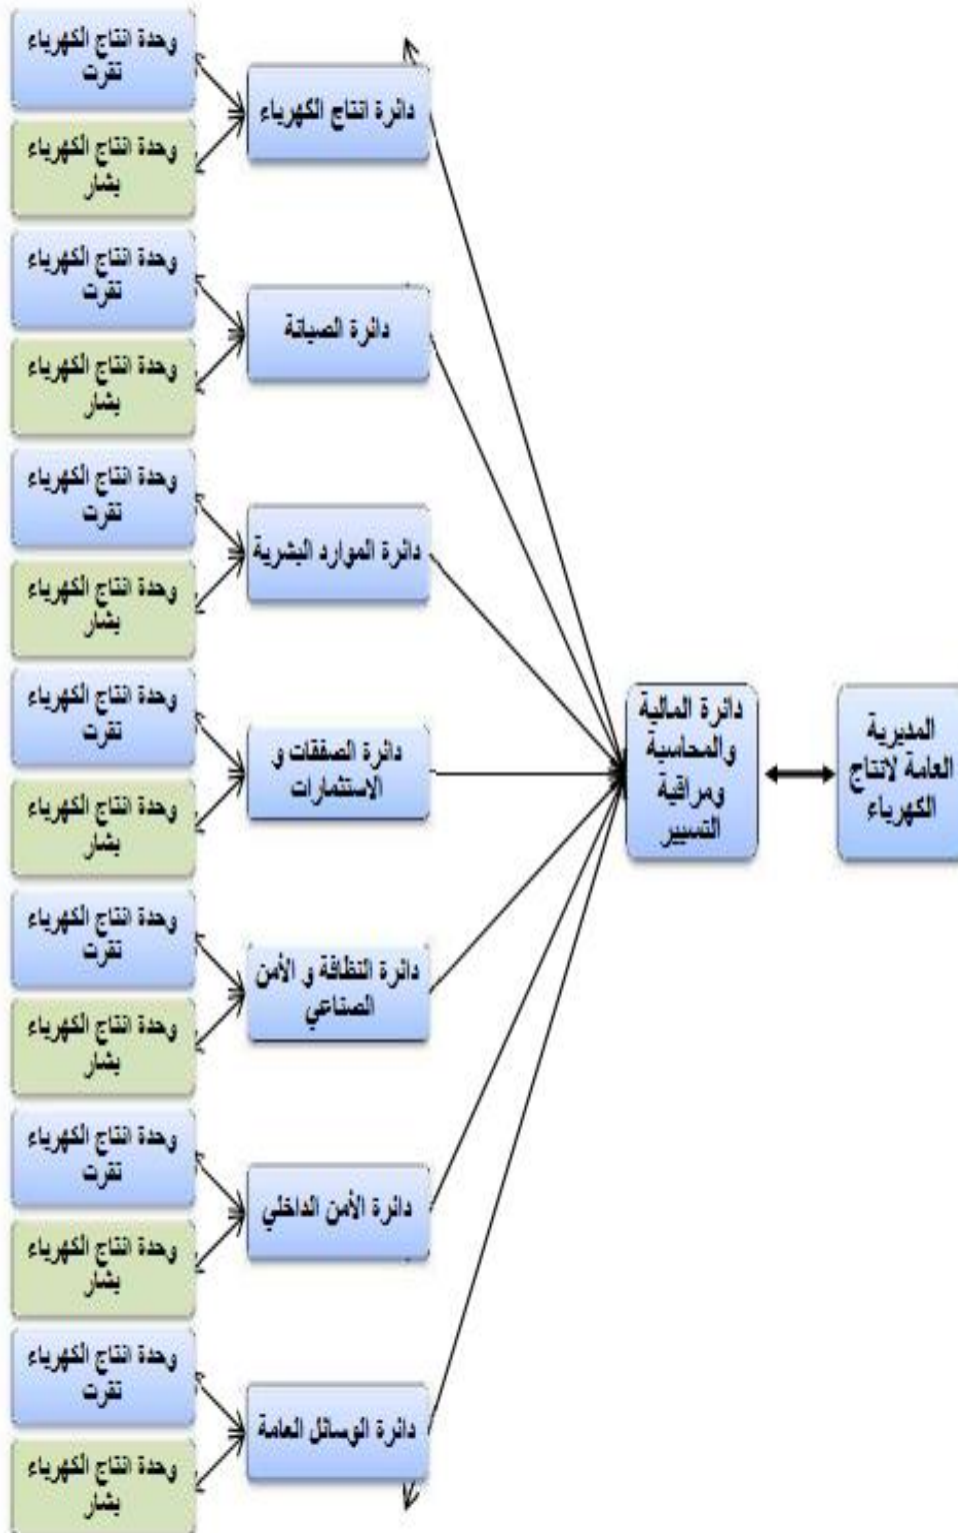 المديرية
العامة لانتاج
الكهرباء
دائرة المالية
والمحاسبة
ومراقبة
التسيير
دائرة انتاج الكهرباء
وحدة انتاج الكهرباء
تقرت
وحدة انتاج الكهرباء
بشار
دائرة الصيانة
وحدة انتاج الكهرباء
تقرت
وحدة انتاج الكهرباء
بشار
دائرة الموارد البشرية
وحدة انتاج الكهرباء
تقرت
وحدة انتاج الكهرباء
بشار
دائرة الصفقات و
الاستثمارات
وحدة انتاج الكهرباء
تقرت
وحدة انتاج الكهرباء
بشار
دائرة النظافة و الأمن
الصناعي
وحدة انتاج الكهرباء
تقرت
وحدة انتاج الكهرباء
بشار
دائرة الأمن الداخلي
وحدة انتاج الكهرباء
تقرت
وحدة انتاج الكهرباء
بشار
دائرة الوسائل العامة
وحدة انتاج الكهرباء
تقرت
وحدة انتاج الكهرباء
بشار